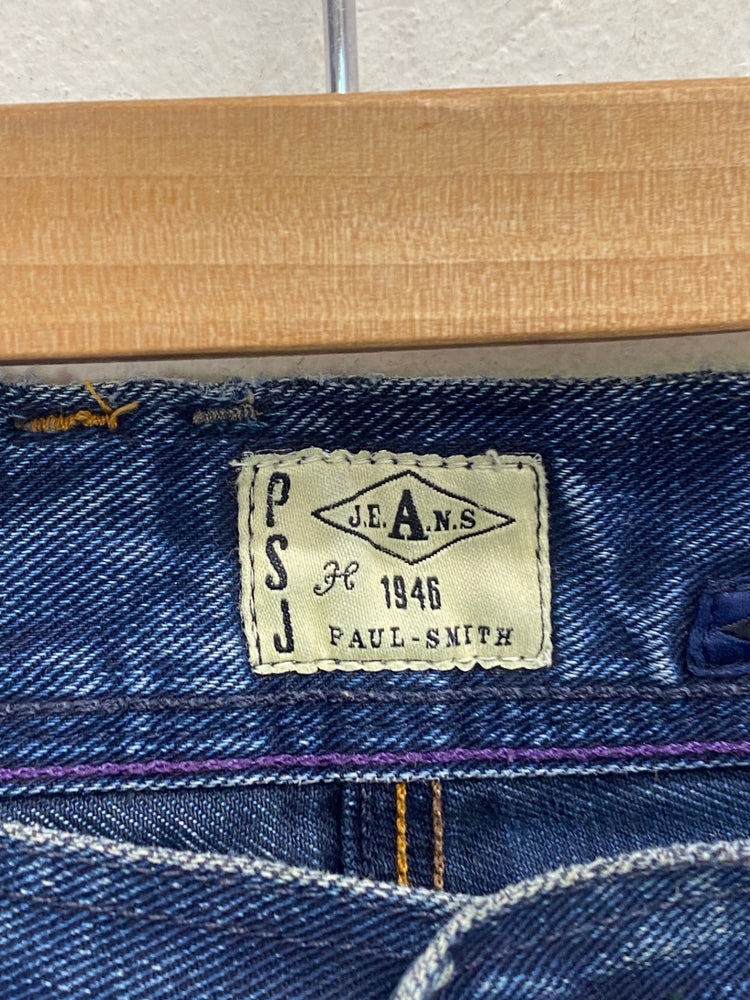 PSJ
J.E.A.N.S
H 1946
PAUL-SMITH